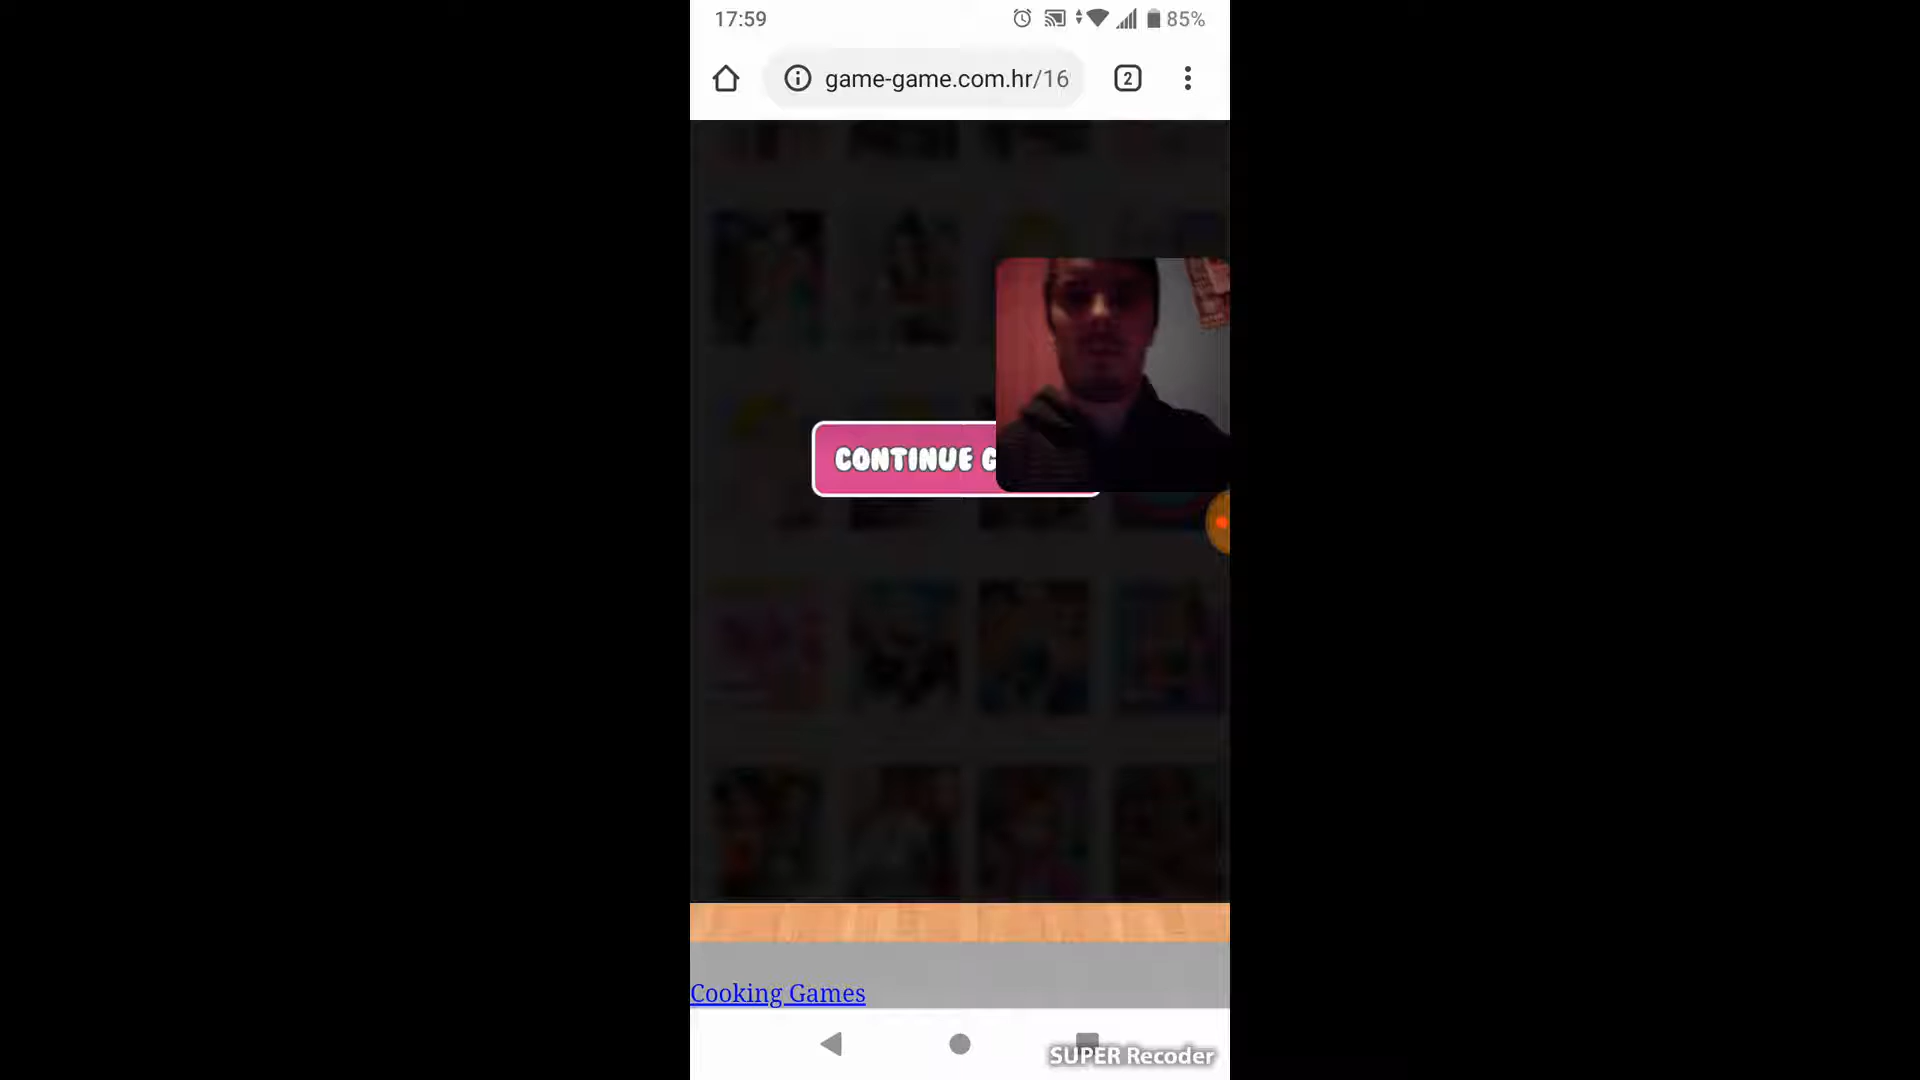 17:59
85%
game-game.com.hr/16
2
CONTINUE G
Cooking Games
SUPER Recoder